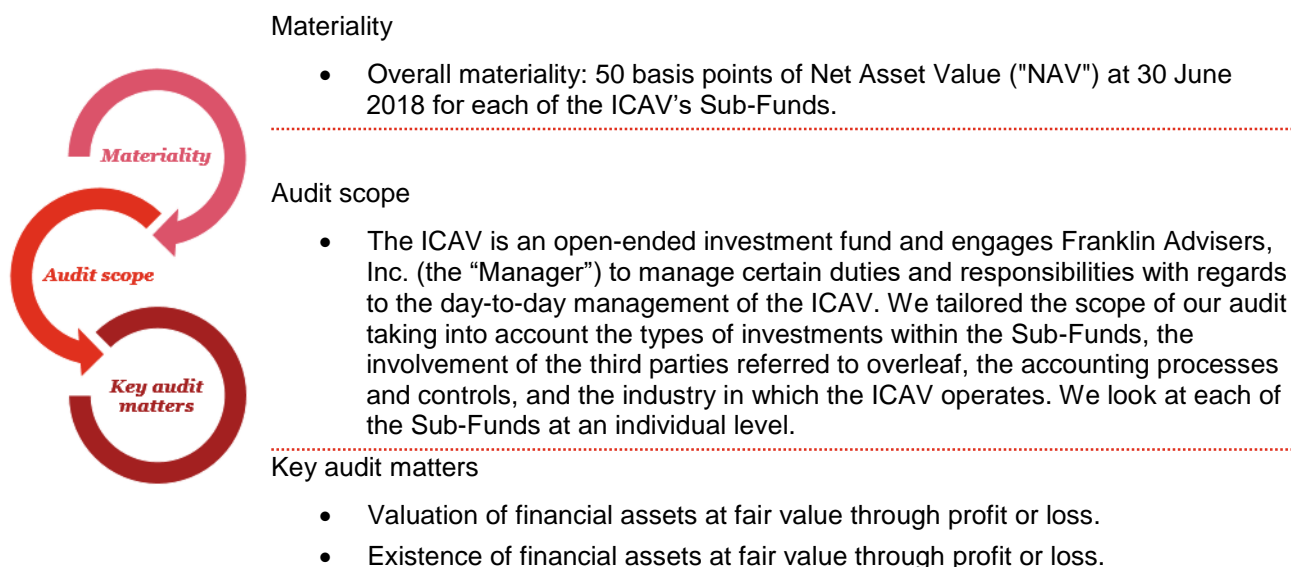 Materiality
• Overall materiality: 50 basis points of Net Asset Value ("NAV") at 30 June
2018 for each of the ICAV’s Sub-Funds.
Materiality
Audit scope
• The ICAV is an open-ended investment fund and engages Franklin Advisers,
Inc. (the “Manager”) to manage certain duties and responsibilities with regards
to the day-to-day management of the ICAV. We tailored the scope of our audit
taking into account the types of investments within the Sub-Funds, the
involvement of the third parties referred to overleaf, the accounting processes
and controls, and the industry in which the ICAV operates. We look at each of
the Sub-Funds at an individual level.
Audit scope
Key audit
matters
Key audit matters
• Valuation of financial assets at fair value through profit or loss.
• Existence of financial assets at fair value through profit or loss.